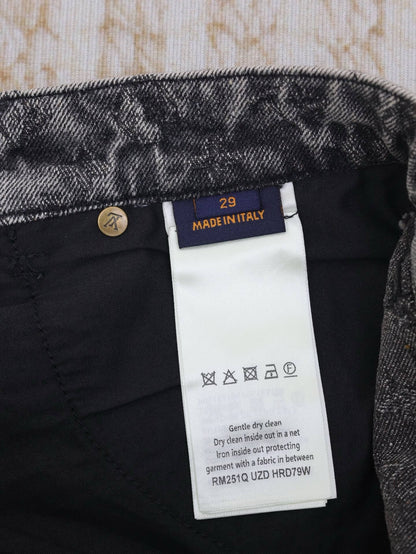 29
MADE IN ITALY
Gentle dry clean
Dry clean inside out in a net
Iron inside out protecting
garment with a fabric in between
RM251Q UZD HRD79W